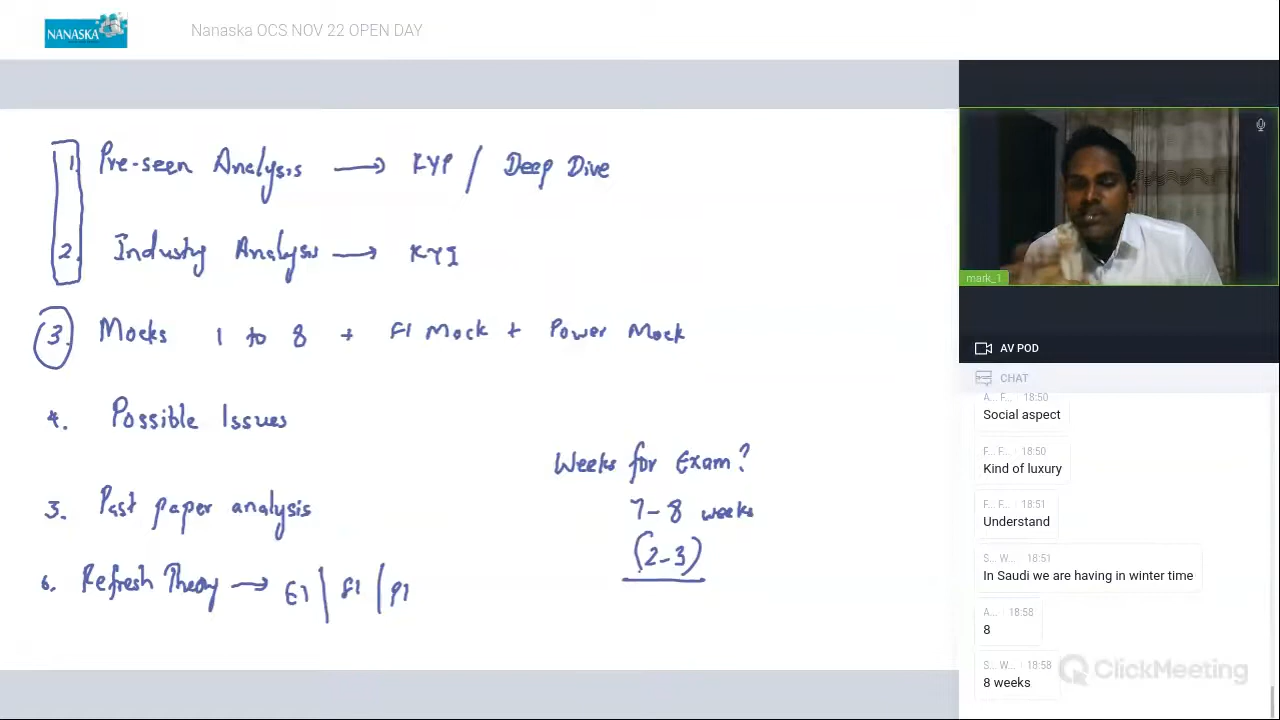 NANASKA
Nanaska OCS NOV 22 OPEN DAY
1. Pre-seen Analysis → KYP / Deep Dive
2. Industry Analysis → KYI
3. Mocks 1 to 8 + F1 Mock + Power Mock
4. Possible Issues
Weeks for Exam?
3. Past paper analysis
7-8 weeks
(2-3)
6. Refresh Theory → E1 | F1 | P1
mark_1
AV POD
CHAT
A... F... 18:50
Social aspect
F... F... 18:50
Kind of luxury
F... F... 18:51
Understand
S... W... 18:51
In Saudi we are having in winter time
A... 18:58
8
S... W... 18:58
8 weeks
ClickMeeting